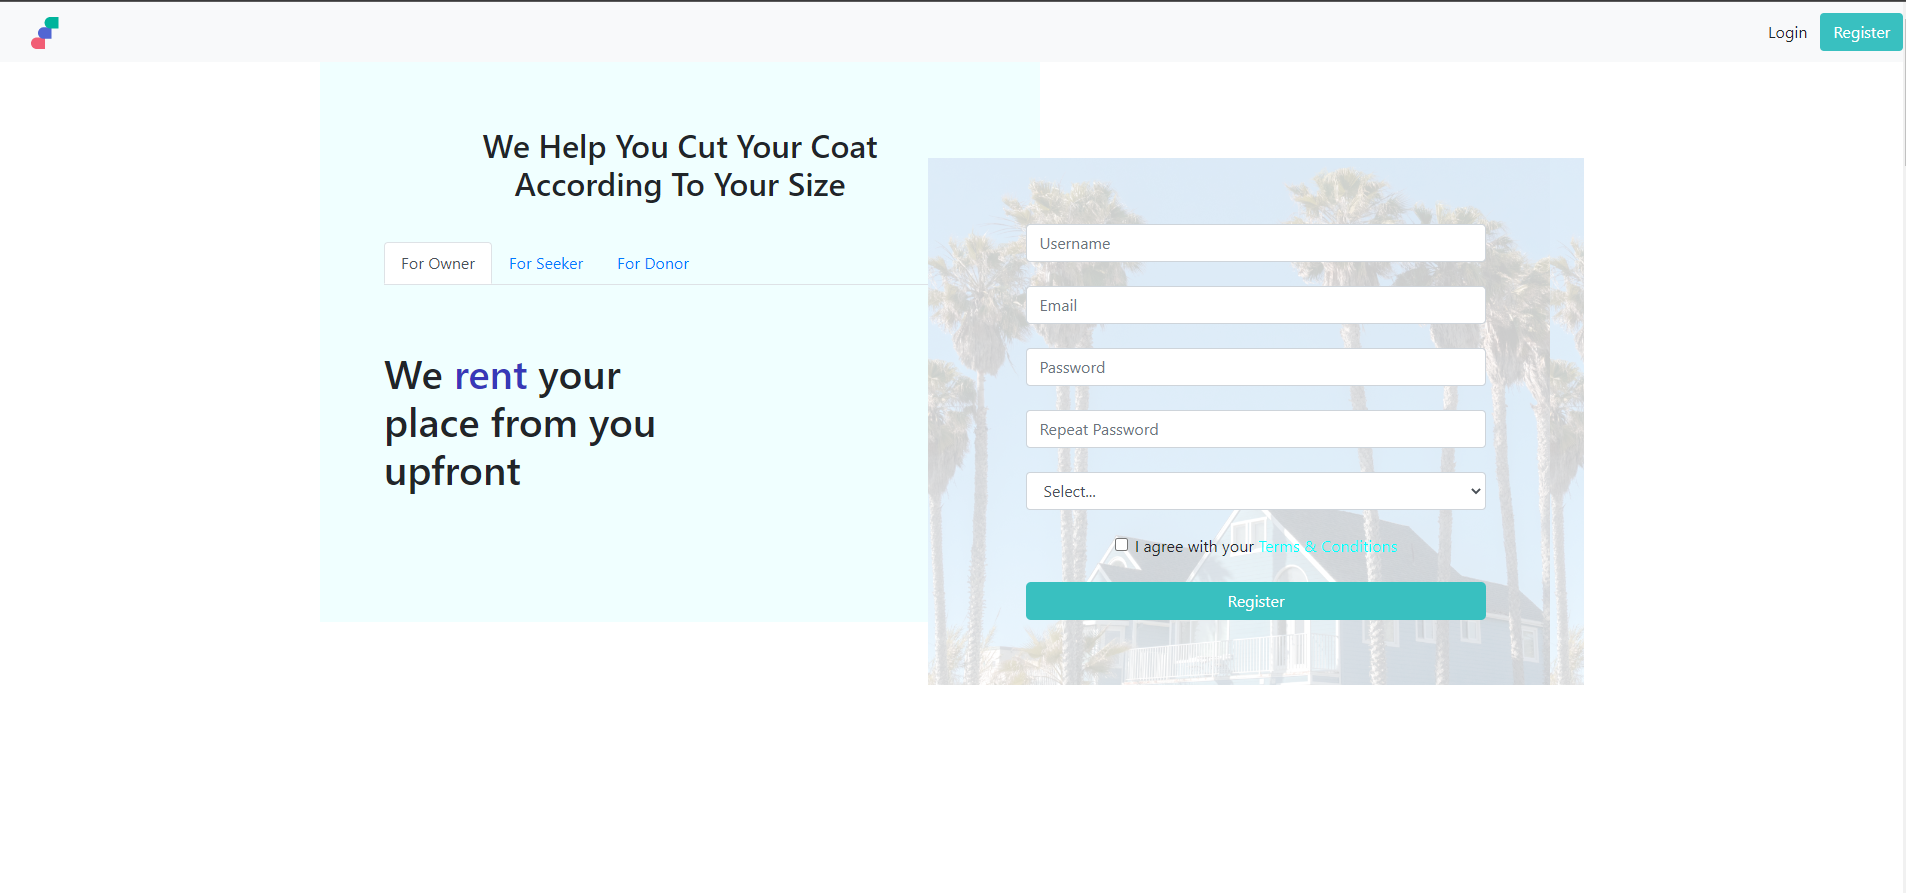 Login
Register
We Help You Cut Your Coat
According To Your Size
For Owner
For Seeker
For Donor
We rent your
place from you
upfront
Username
Email
Password
Repeat Password
Select...
I agree with your Terms & Conditions
Register